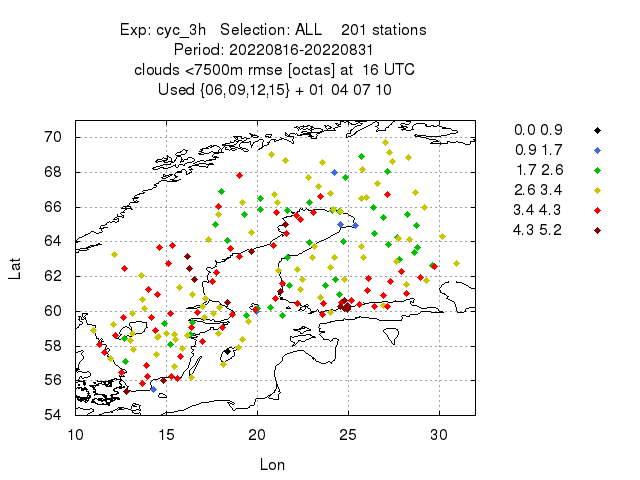 Exp: cyc_3h Selection: ALL 201 stations
Period: 20220816-20220831
clouds <7500m rmse [octas] at 16 UTC
Used {06,09,12,15} + 01 04 07 10
70
68
66
64
62
60
58
56
54
10 15 20 25 30
Lat
Lon
0.0 0.9
0.9 1.7
1.7 2.6
2.6 3.4
3.4 4.3
4.3 5.2